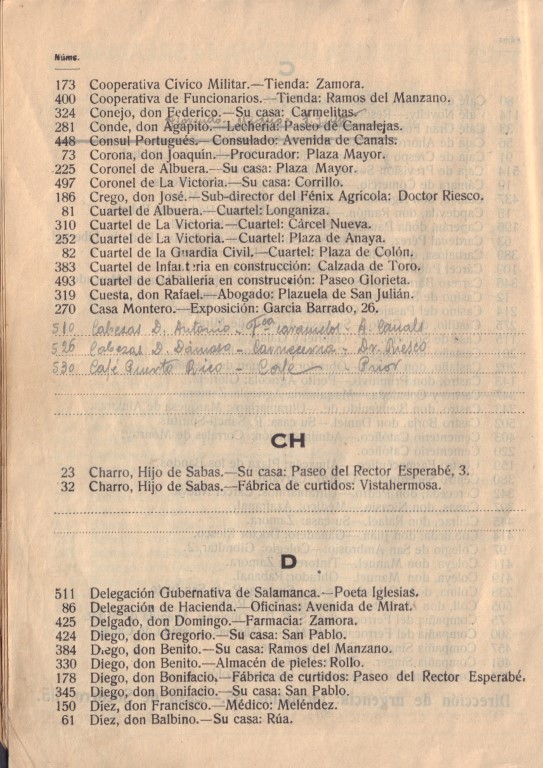 Núms.
173 Cooperativa Cívico Militar.—Tienda: Zamora.
400 Cooperativa de Funcionarios.—Tienda: Ramos del Manzano.
324 Conejo, don Federico.—Su casa: Carmelitas.
281 Conde, don Agapito.—Lechería: Paseo de Canalejas.
448 Consul Portugués.—Consulado: Avenida de Canals.
73 Corona, don Joaquín.—Procurador: Plaza Mayor.
225 Coronel de Albuera.—Su casa: Plaza Mayor.
497 Coronel de La Victoria.—Su casa: Corrillo.
186 Crego, don José.—Sub-director del Fénix Agrícola: Doctor Riesco.
81 Cuartel de Albuera.—Cuartel: Longaniza.
310 Cuartel de La Victoria.—Cuartel: Cárcel Nueva.
252 Cuartel de La Victoria.—Cuartel: Plaza de Anaya.
82 Cuartel de la Guardia Civil.—Cuartel: Plaza de Colón.
383 Cuartel de Infantería en construcción: Calzada de Toro.
493 Cuartel de Caballería en construcción: Paseo Glorieta.
319 Cuesta, don Rafael.—Abogado: Plazuela de San Julián.
270 Casa Montero.—Exposición: García Barrado, 26.
510 Cabezas D. Antonio - Fca caramelos - A. Canals
526 Cabezas D. Dámaso - Carnicería - Dr. Riesco
530 Café Puerto Rico - Café - Prior
CH
23 Charro, Hijo de Sabas.—Su casa: Paseo del Rector Esperabé, 3.
32 Charro, Hijo de Sabas.—Fábrica de curtidos: Vistahermosa.
D
511 Delegación Gubernativa de Salamanca.—Poeta Iglesias.
86 Delegación de Hacienda.—Oficinas: Avenida de Mirat.
425 Delgado, don Domingo.—Farmacia: Zamora.
424 Diego, don Gregorio.—Su casa: San Pablo.
384 Diego, don Benito.—Su casa: Ramos del Manzano.
330 Diego, don Benito.—Almacén de pieles: Rollo.
178 Diego, don Bonifacio.—Fábrica de curtidos: Paseo del Rector Esperabé.
345 Diego, don Bonifacio.—Su casa: San Pablo.
150 Díez, don Francisco.—Médico: Meléndez.
61 Díez, don Balbino.—Su casa: Rúa.